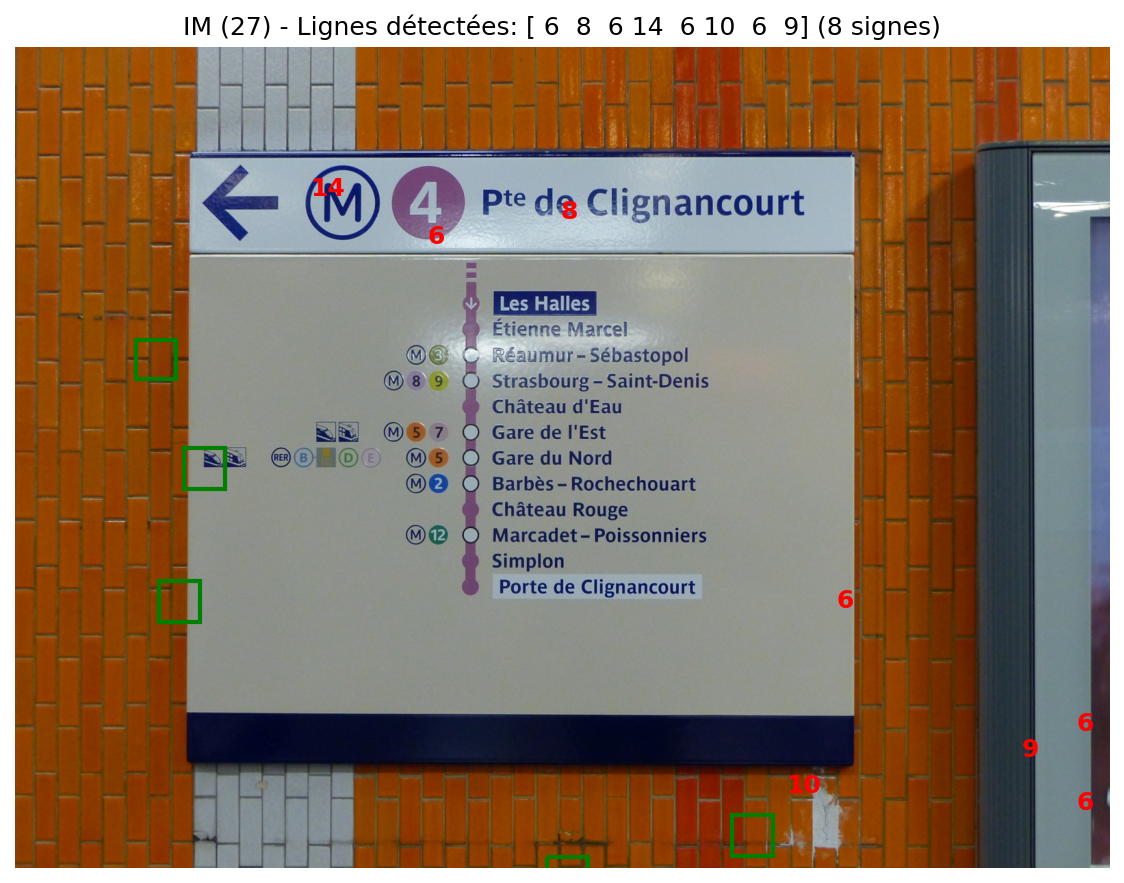 IM (27) - Lignes détectées: [ 6 8 6 14 6 10 6 9] (8 signes)
M 4 Pte de Clignancourt
14
8
6
Les Halles
Étienne Marcel
M 3 Réaumur – Sébastopol
M 8 9 Strasbourg – Saint-Denis
Château d'Eau
M 5 7 Gare de l'Est
RER B D E M 5 Gare du Nord
M 2 Barbès – Rochechouart
Château Rouge
M 12 Marcadet – Poissonniers
Simplon
Porte de Clignancourt
6
6
9
10
6